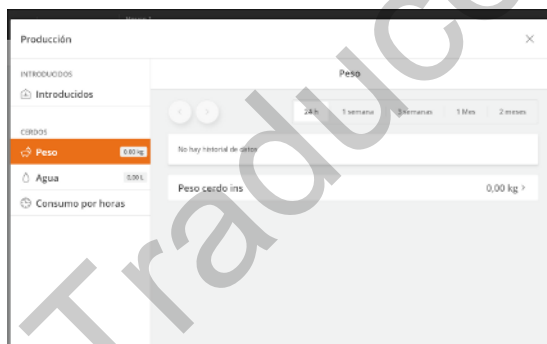 Producción
INTRODUCIDOS
Introducidos
CERDOS
Peso 0,00 kg
Agua 0,00 L
Consumo por horas
Peso
24 h 1 semana 3 semanas 1 Mes 2 meses
No hay historial de datos
Peso cerdo ins 0,00 kg
Traduc